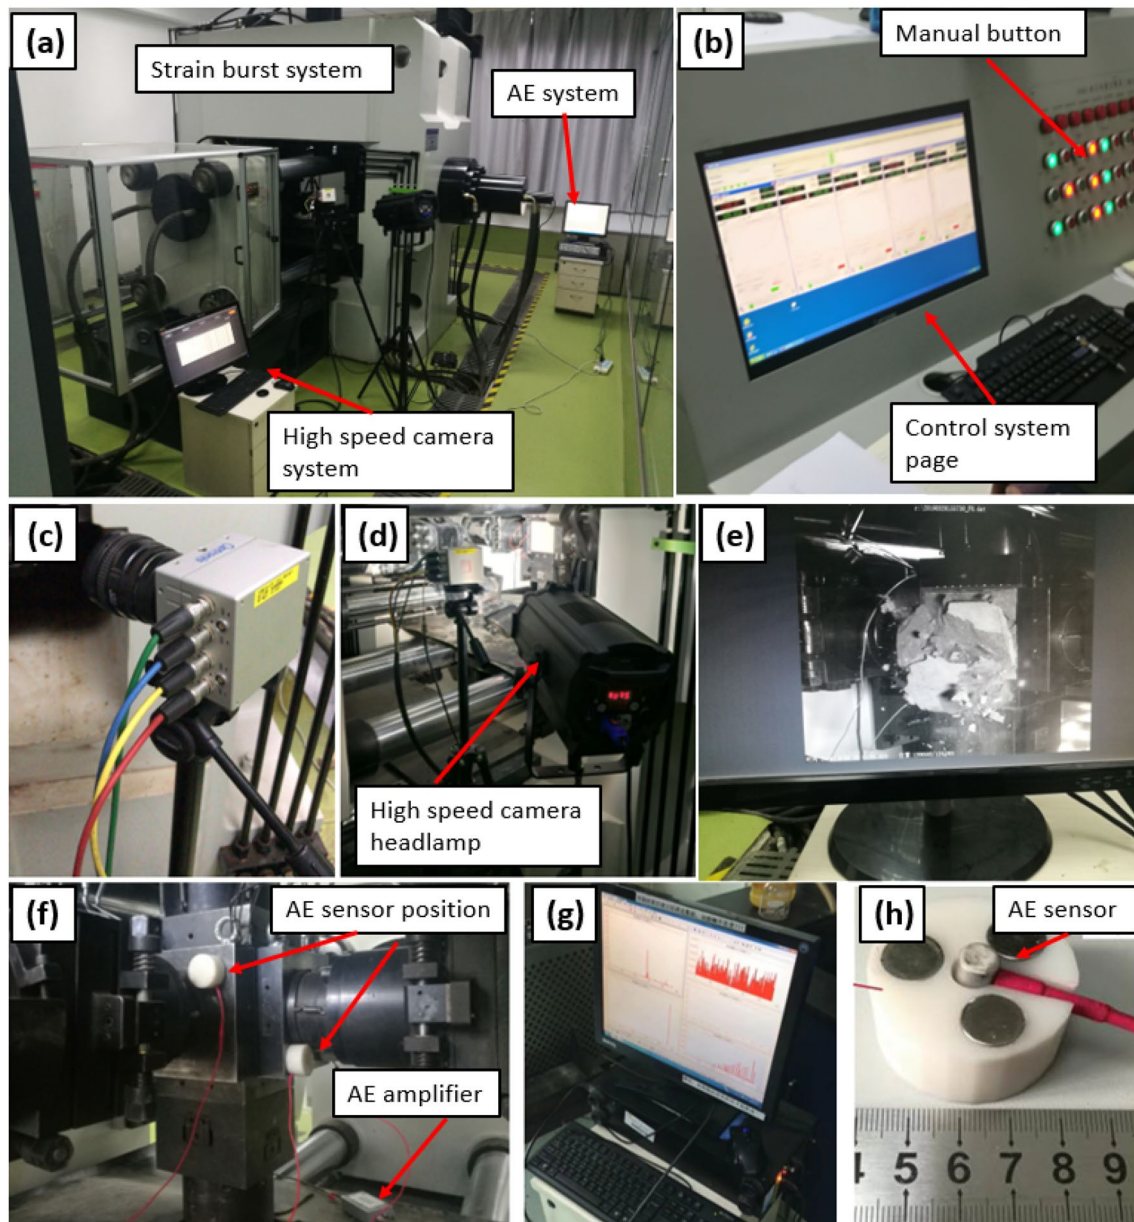 (a)
Strain burst system
AE system
High speed camera
system
(b)
Manual button
Control system
page
(c)
(d)
High speed camera
headlamp
(e)
(f)
AE sensor position
AE amplifier
(g)
(h)
AE sensor
4 5 6 7 8 9